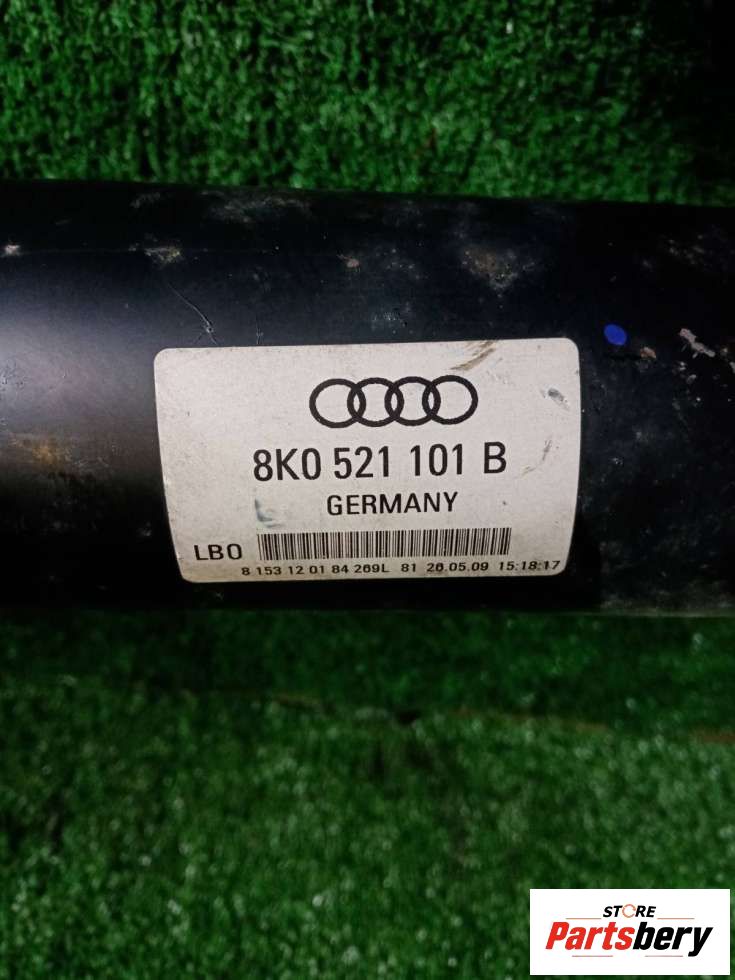 8K0 521 101 B
GERMANY
LB0
8 153 12 01 84 269L 81 26.05.09 15:18:17
STORE
Partsbery